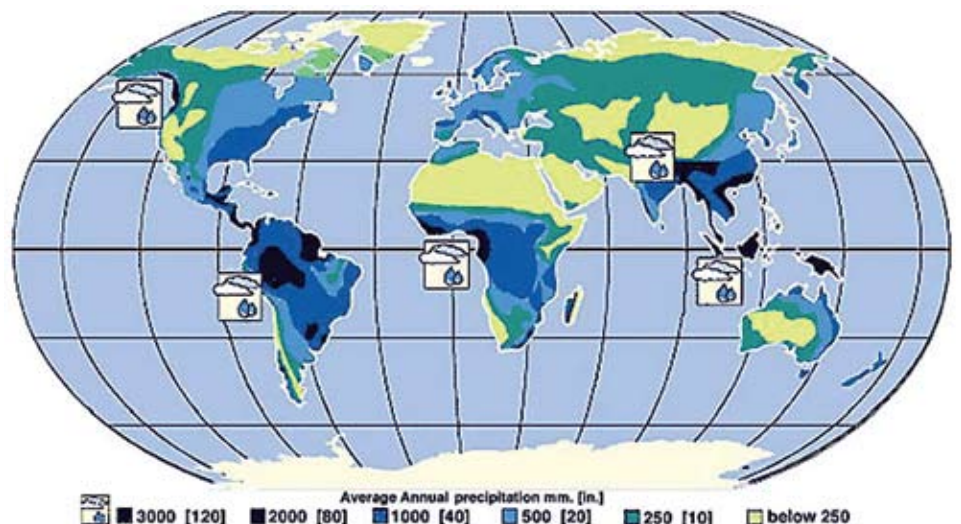 Average Annual precipitation mm. [in.]
3000 [120] 2000 [80] 1000 [40] 500 [20] 250 [10] below 250